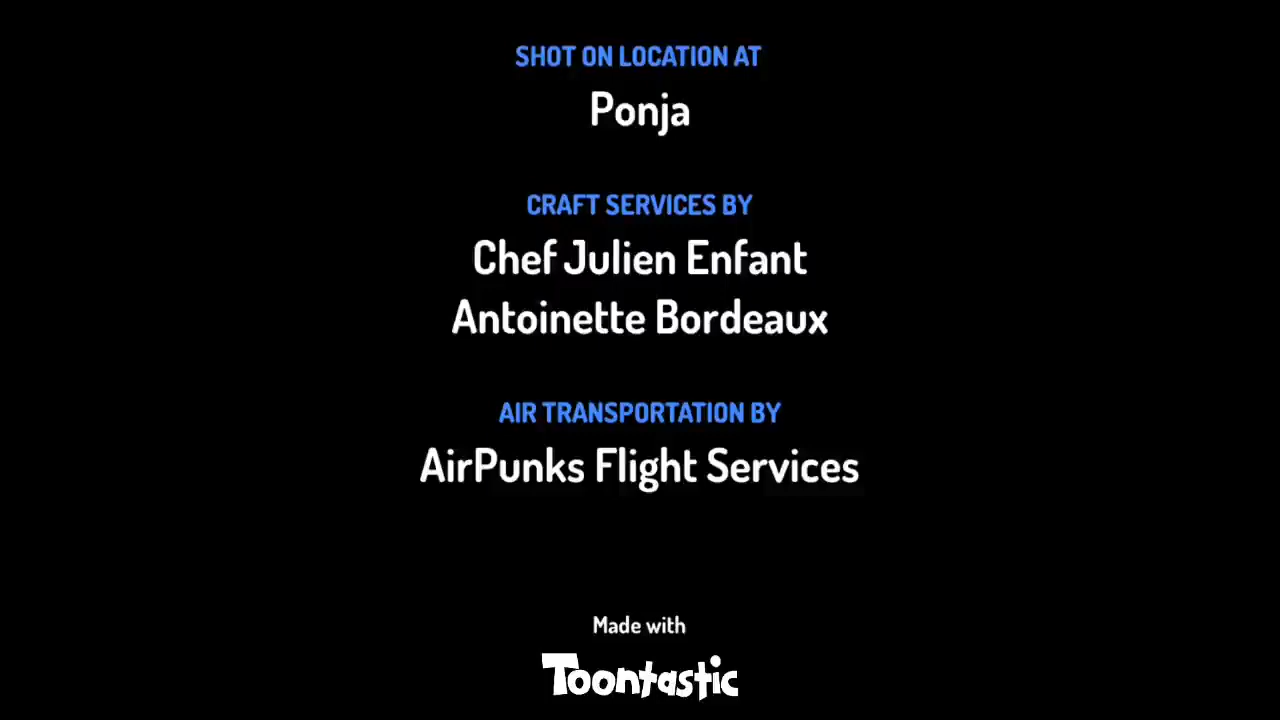 SHOT ON LOCATION AT
Ponja
CRAFT SERVICES BY
Chef Julien Enfant
Antoinette Bordeaux
AIR TRANSPORTATION BY
AirPunks Flight Services
Made with
Toontastic